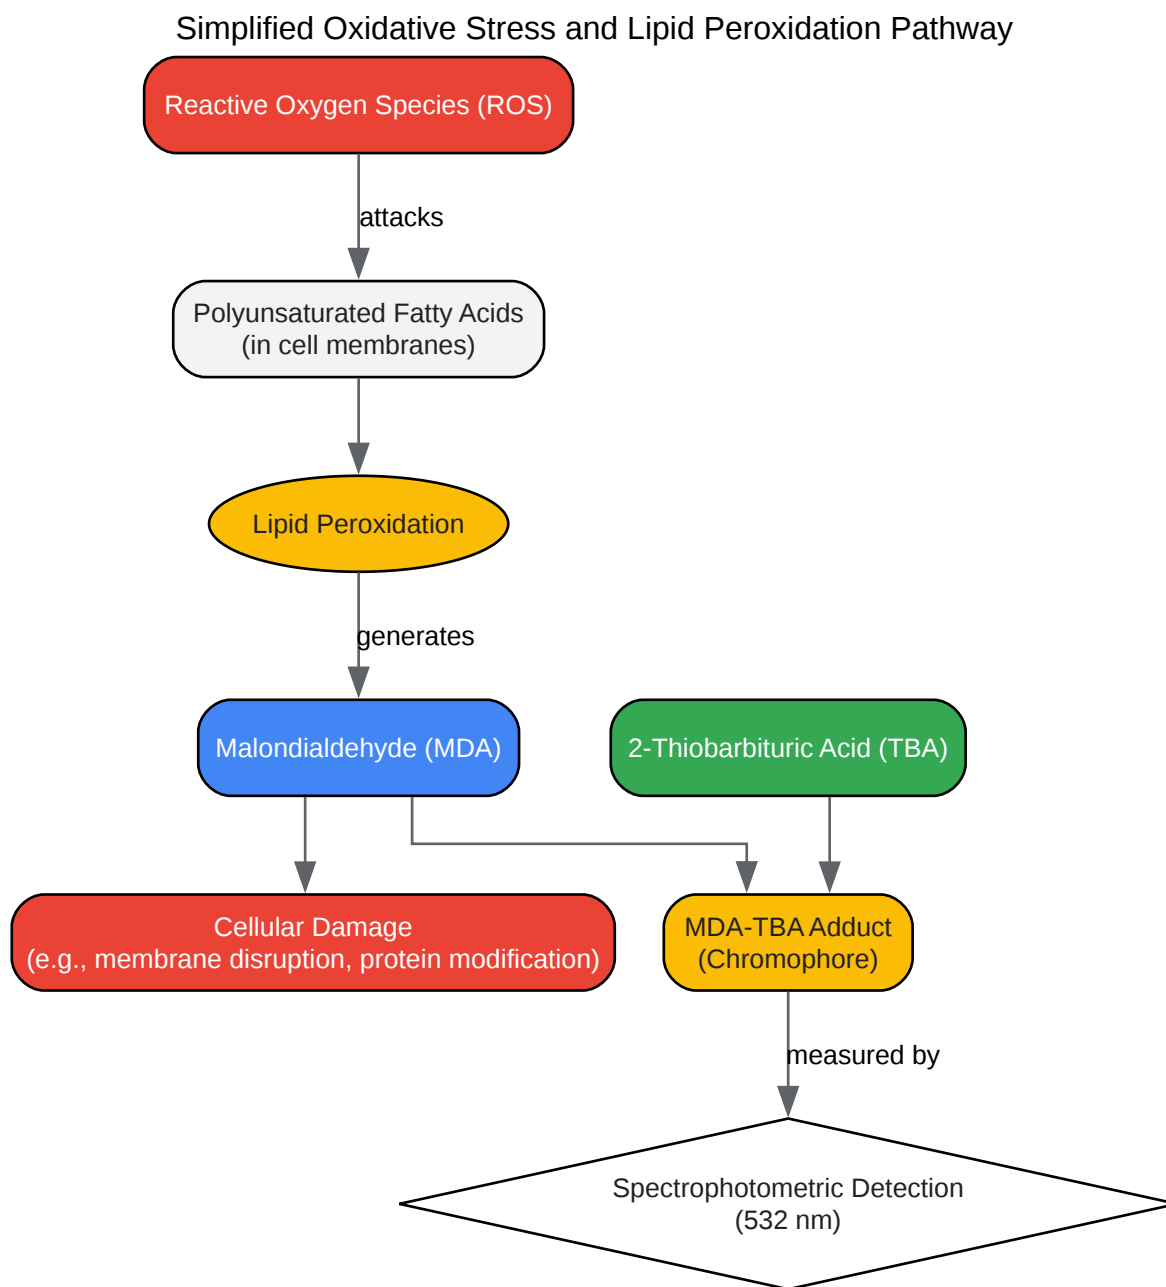 Simplified Oxidative Stress and Lipid Peroxidation Pathway
Reactive Oxygen Species (ROS)
attacks
Polyunsaturated Fatty Acids
(in cell membranes)
Lipid Peroxidation
generates
Malondialdehyde (MDA)
2-Thiobarbituric Acid (TBA)
Cellular Damage
(e.g., membrane disruption, protein modification)
MDA-TBA Adduct
(Chromophore)
measured by
Spectrophotometric Detection
(532 nm)